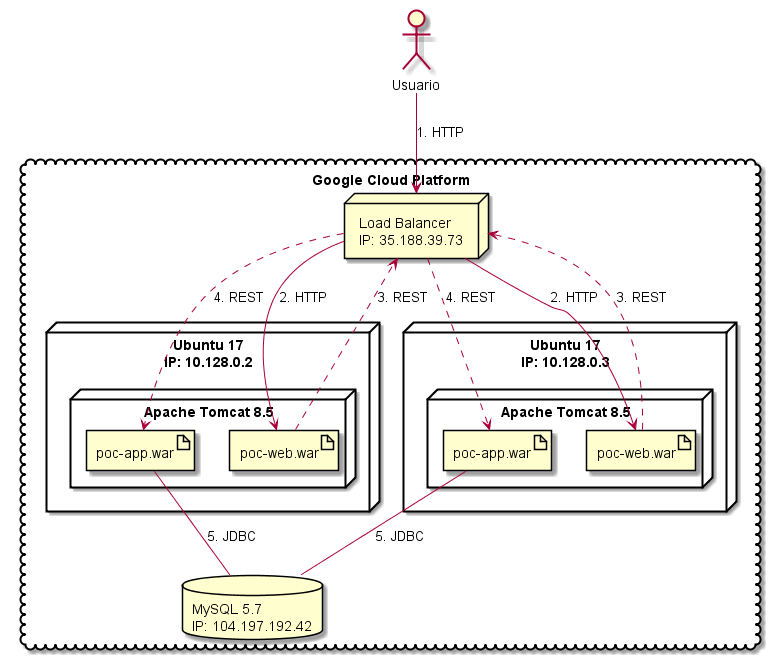 Usuario
1. HTTP
Google Cloud Platform
Load Balancer
IP: 35.188.39.73
4. REST
2. HTTP
3. REST
4. REST
2. HTTP
3. REST
Ubuntu 17
IP: 10.128.0.2
Apache Tomcat 8.5
poc-app.war
poc-web.war
Ubuntu 17
IP: 10.128.0.3
Apache Tomcat 8.5
poc-app.war
poc-web.war
5. JDBC
5. JDBC
MySQL 5.7
IP: 104.197.192.42